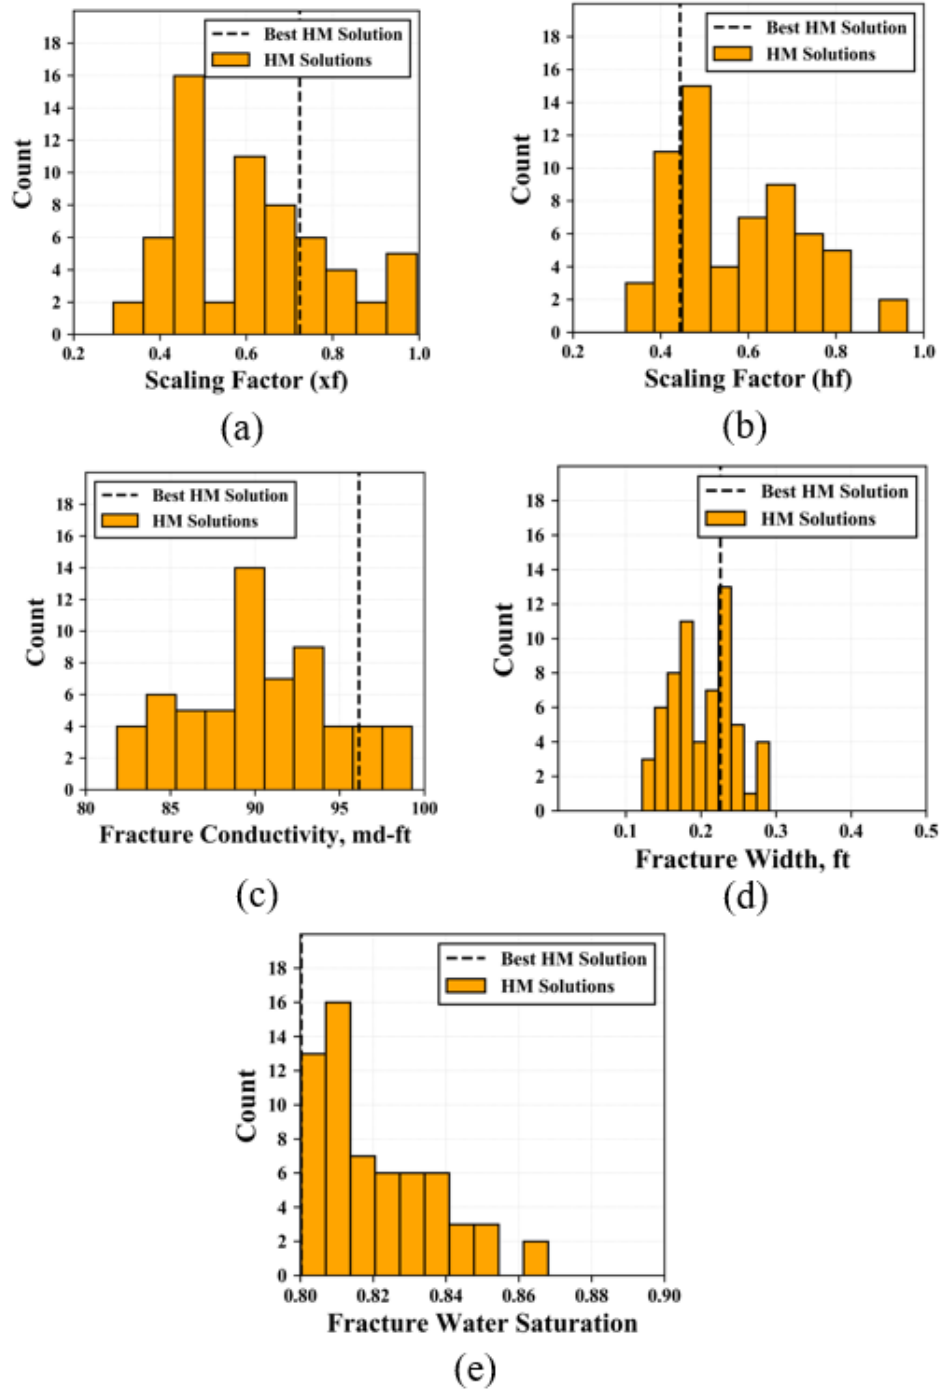 18
16
14
12
10
8
6
4
2
0
Count
Best HM Solution
HM Solutions
0.2 0.4 0.6 0.8 1.0
Scaling Factor (xf)
(a)
18
16
14
12
10
8
6
4
2
0
Count
Best HM Solution
HM Solutions
0.2 0.4 0.6 0.8 1.0
Scaling Factor (hf)
(b)
18
16
14
12
10
8
6
4
2
0
Count
Best HM Solution
HM Solutions
80 85 90 95 100
Fracture Conductivity, md-ft
(c)
18
16
14
12
10
8
6
4
2
0
Count
Best HM Solution
HM Solutions
0.1 0.2 0.3 0.4 0.5
Fracture Width, ft
(d)
18
16
14
12
10
8
6
4
2
0
Count
Best HM Solution
HM Solutions
0.80 0.82 0.84 0.86 0.88 0.90
Fracture Water Saturation
(e)